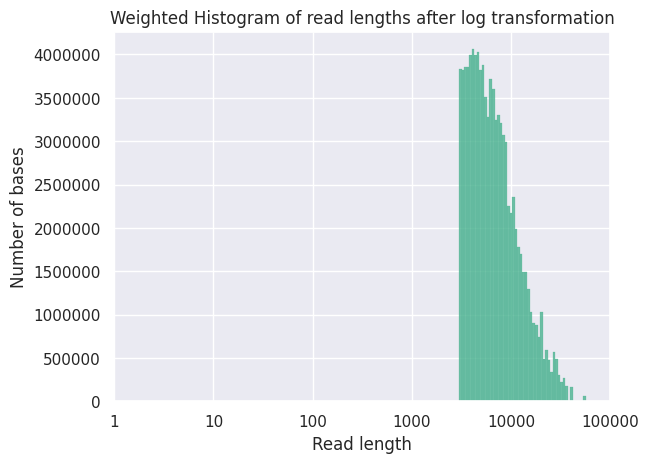 Weighted Histogram of read lengths after log transformation
Number of bases
4000000
3500000
3000000
2500000
2000000
1500000
1000000
500000
0
1 10 100 1000 10000 100000
Read length